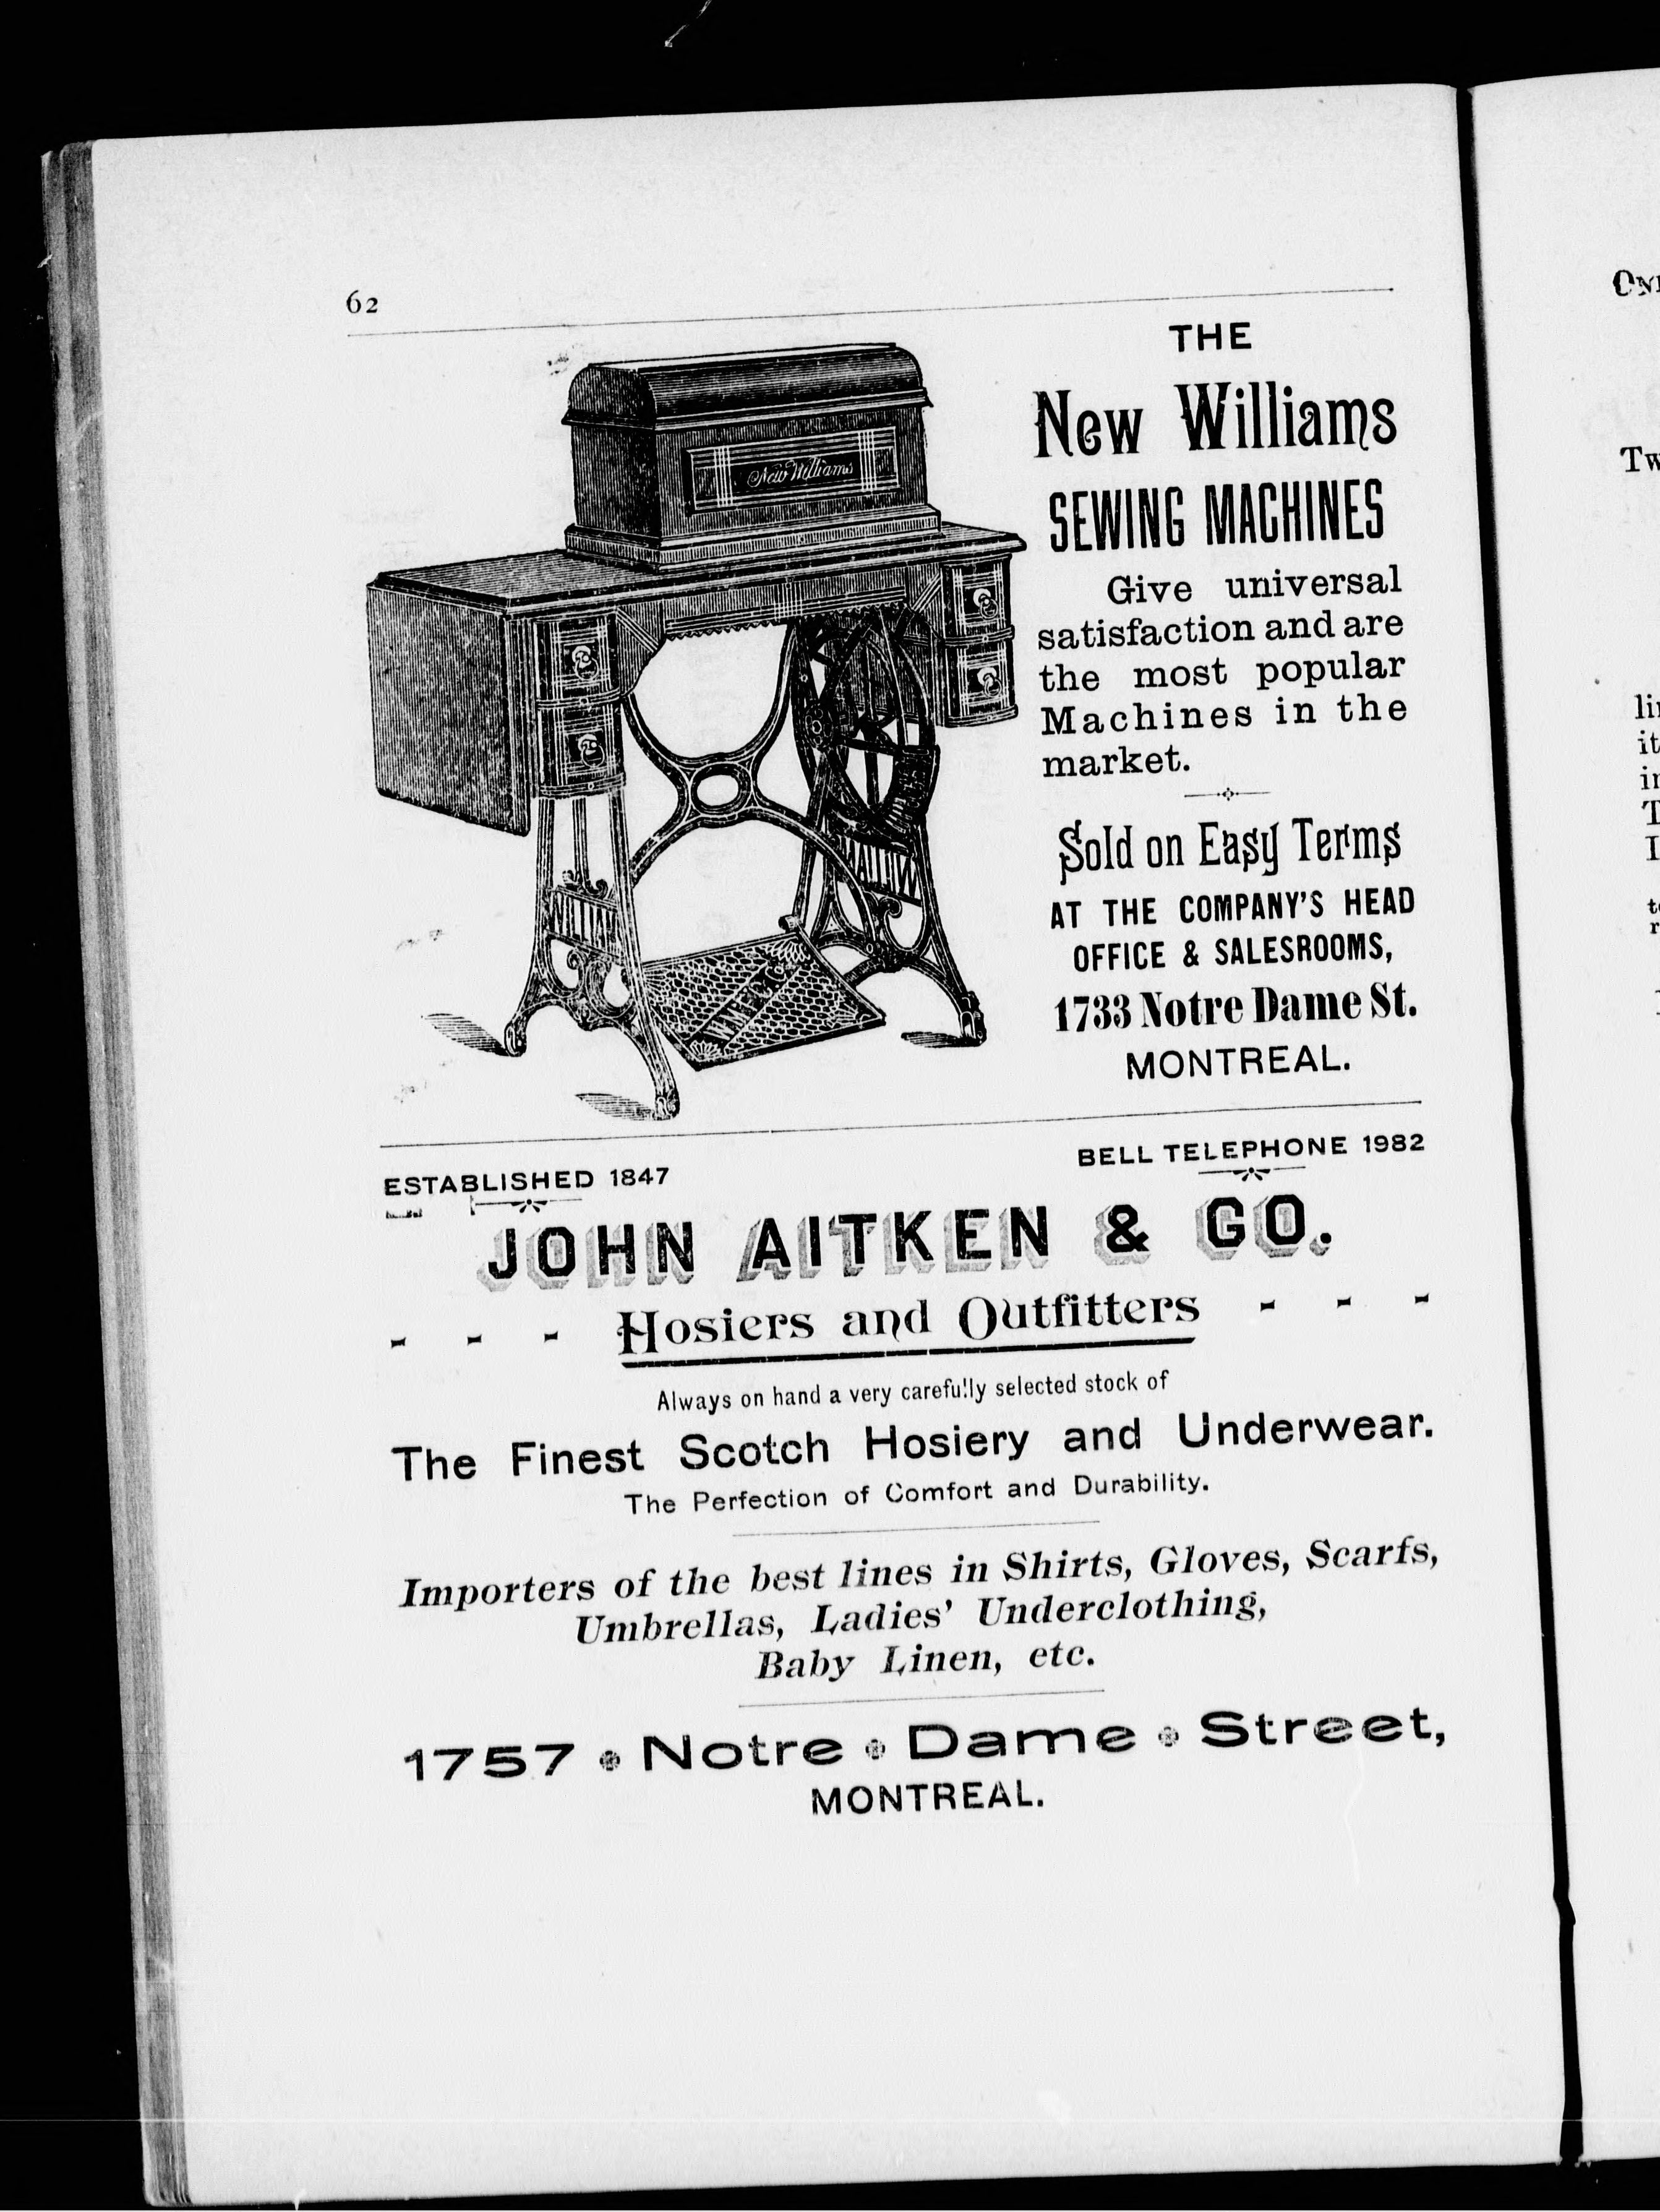 62
New Williams
WILLIAMS
THE
New Williams
SEWING MACHINES
Give universal
satisfaction and are
the most popular
Machines in the
market.
Sold on Easy Terms
AT THE COMPANY'S HEAD
OFFICE & SALESROOMS,
1733 Notre Dame St.
MONTREAL.
ESTABLISHED 1847
BELL TELEPHONE 1982
JOHN AITKEN & CO.
- - - Hosiers and Outfitters - - -
Always on hand a very carefully selected stock of
The Finest Scotch Hosiery and Underwear.
The Perfection of Comfort and Durability.
Importers of the best lines in Shirts, Gloves, Scarfs,
Umbrellas, Ladies' Underclothing,
Baby Linen, etc.
1757 Notre Dame Street,
MONTREAL.